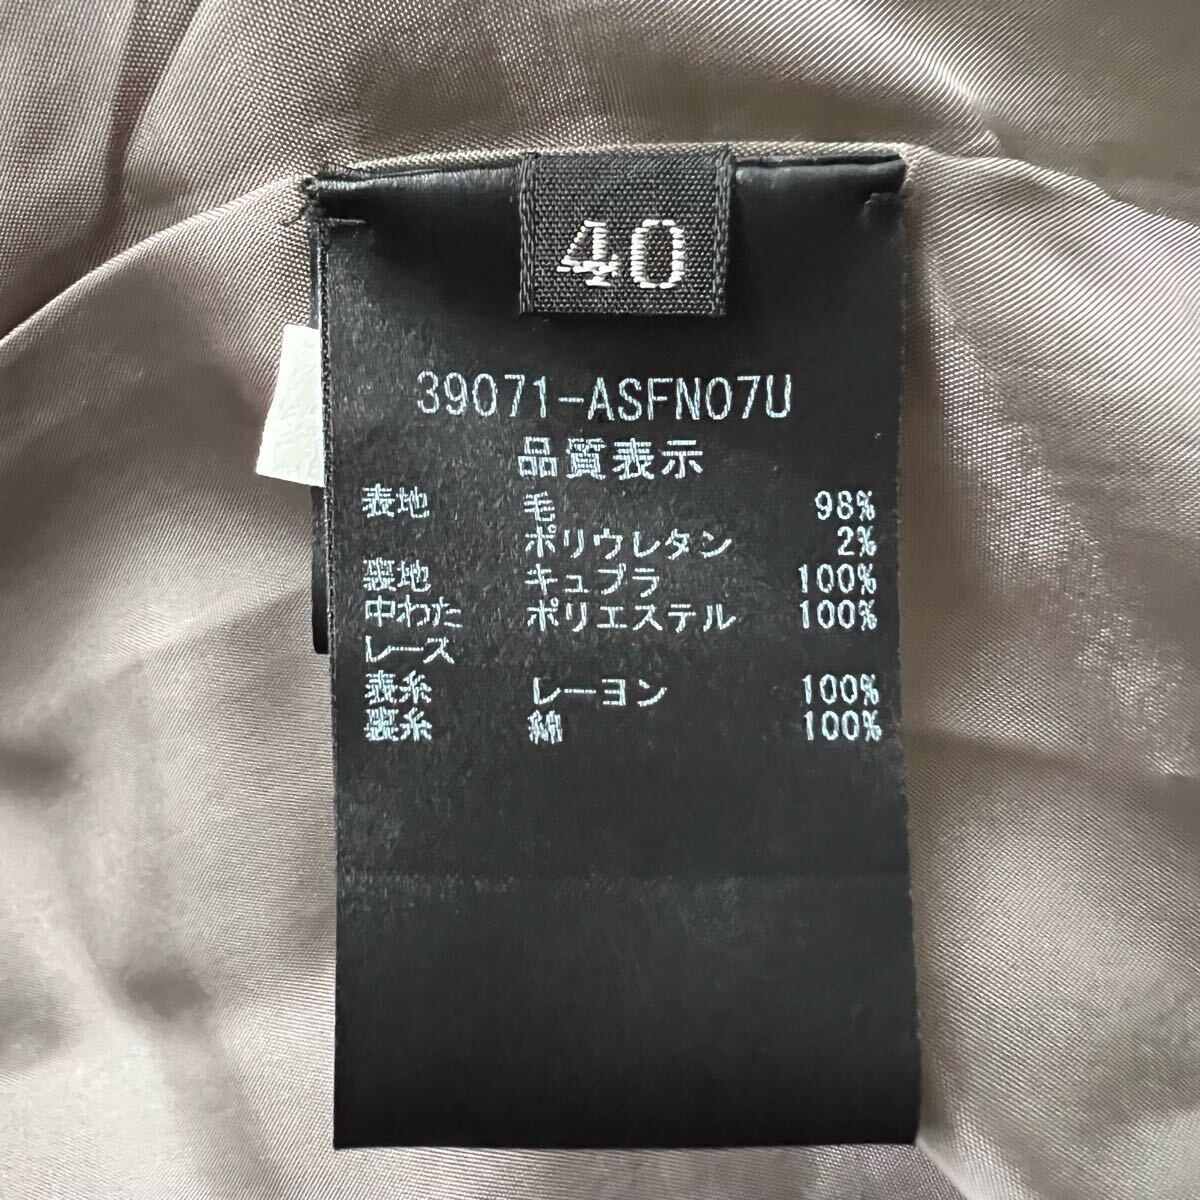 40
39071-ASFN07U
品質表示
表地 毛 98%
ポリウレタン 2%
裏地 キュプラ 100%
中わた ポリエステル 100%
レース
表糸 レーヨン 100%
裏糸 綿 100%